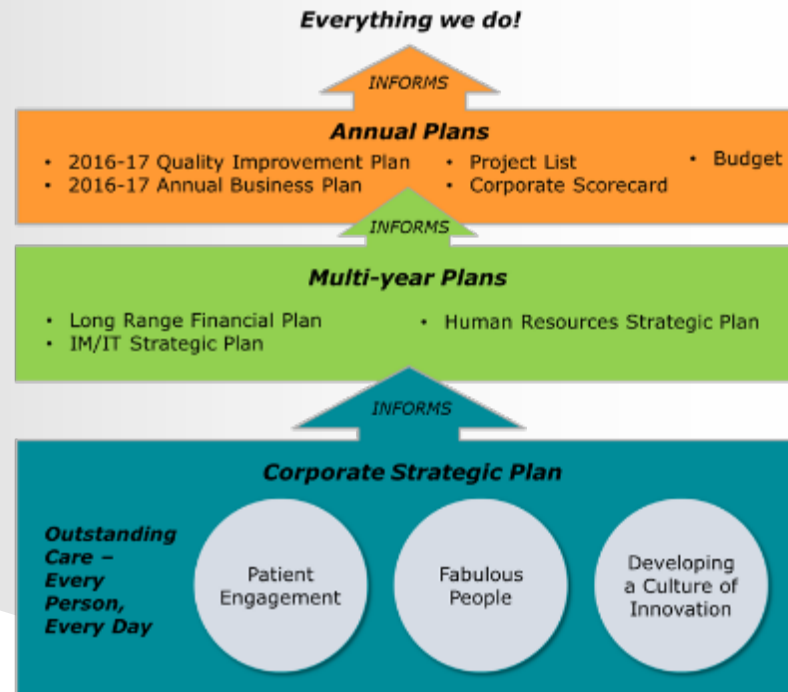 Everything we do!
INFORMS
Annual Plans
• 2016-17 Quality Improvement Plan
• 2016-17 Annual Business Plan
• Project List
• Corporate Scorecard
• Budget
INFORMS
Multi-year Plans
• Long Range Financial Plan
• IM/IT Strategic Plan
• Human Resources Strategic Plan
INFORMS
Corporate Strategic Plan
Outstanding
Care –
Every
Person,
Every Day
Patient
Engagement
Fabulous
People
Developing
a Culture of
Innovation